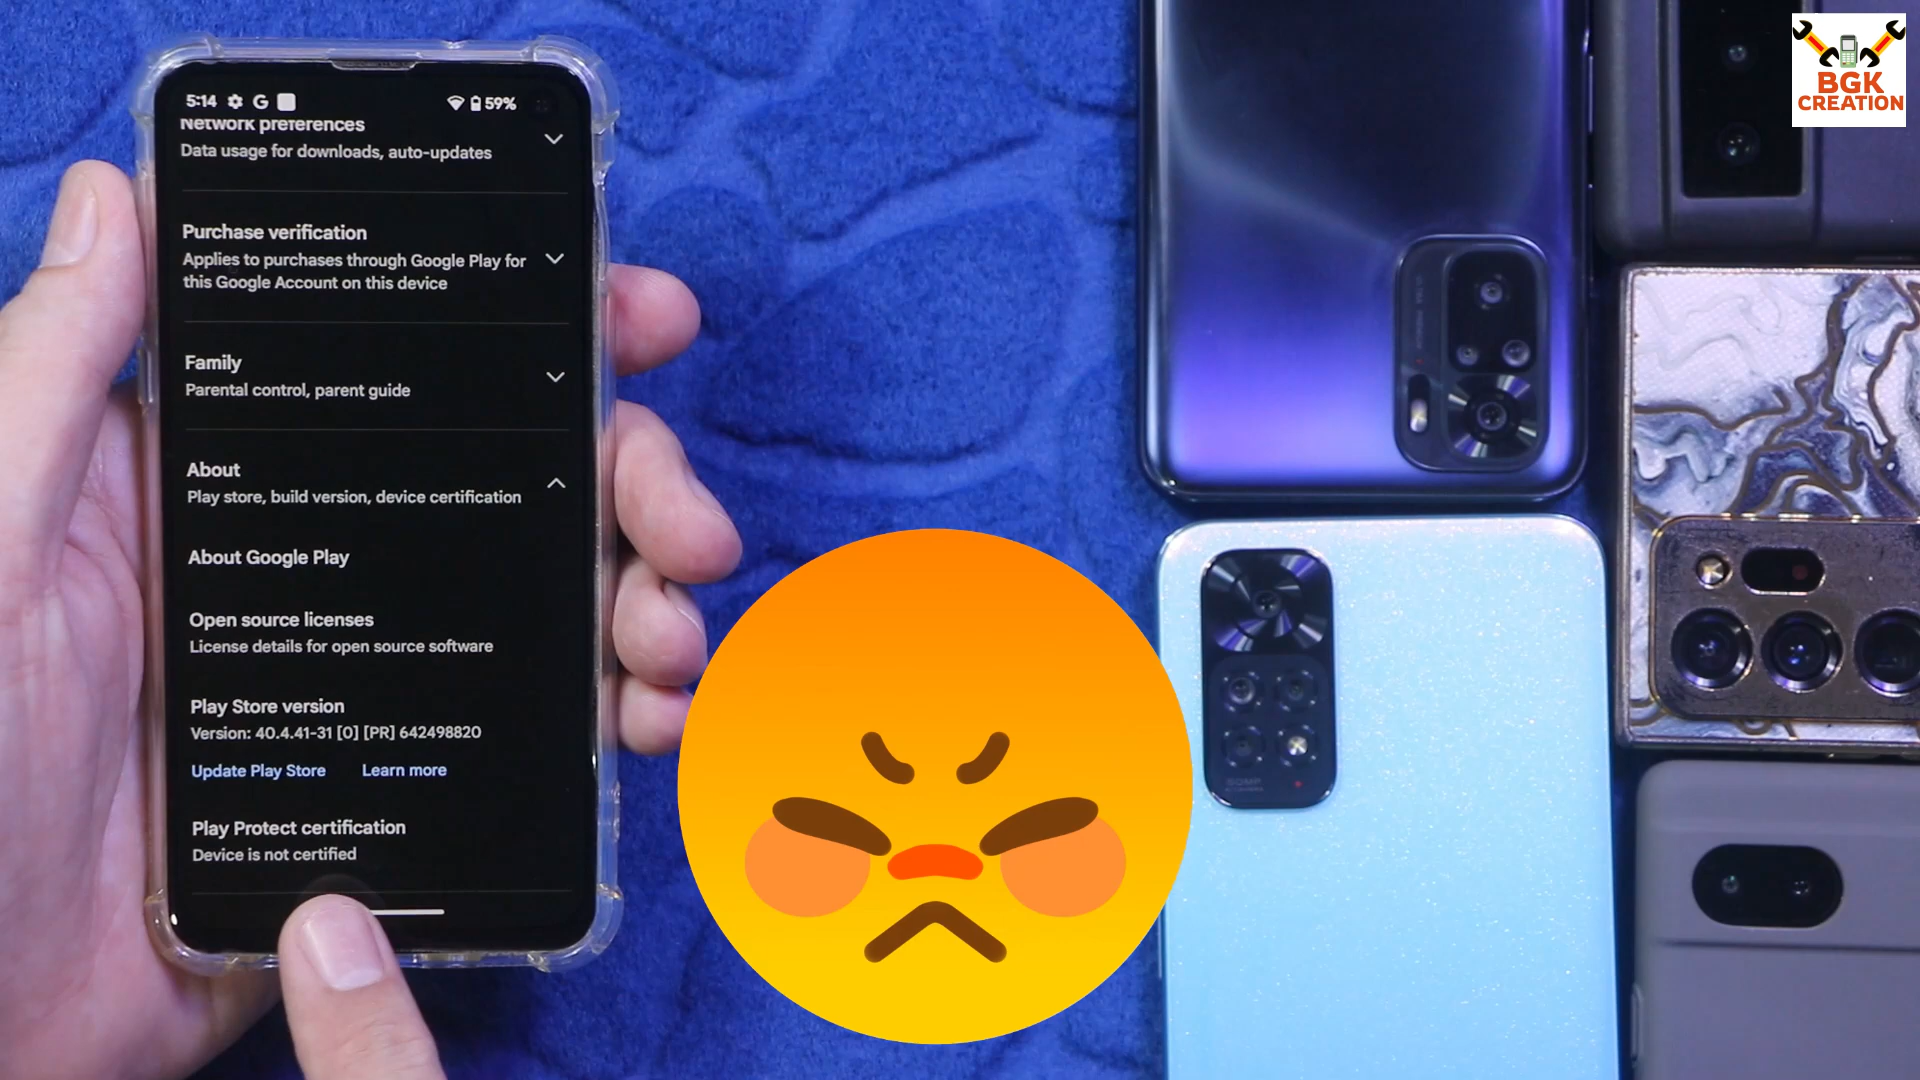 5:14 G 59%
Network preferences
Data usage for downloads, auto-updates
Purchase verification
Applies to purchases through Google Play for
this Google Account on this device
Family
Parental control, parent guide
About
Play store, build version, device certification
About Google Play
Open source licenses
License details for open source software
Play Store version
Version: 40.4.41-31 [0] [PR] 642498820
Update Play Store Learn more
Play Protect certification
Device is not certified
BGK
CREATION
50MP